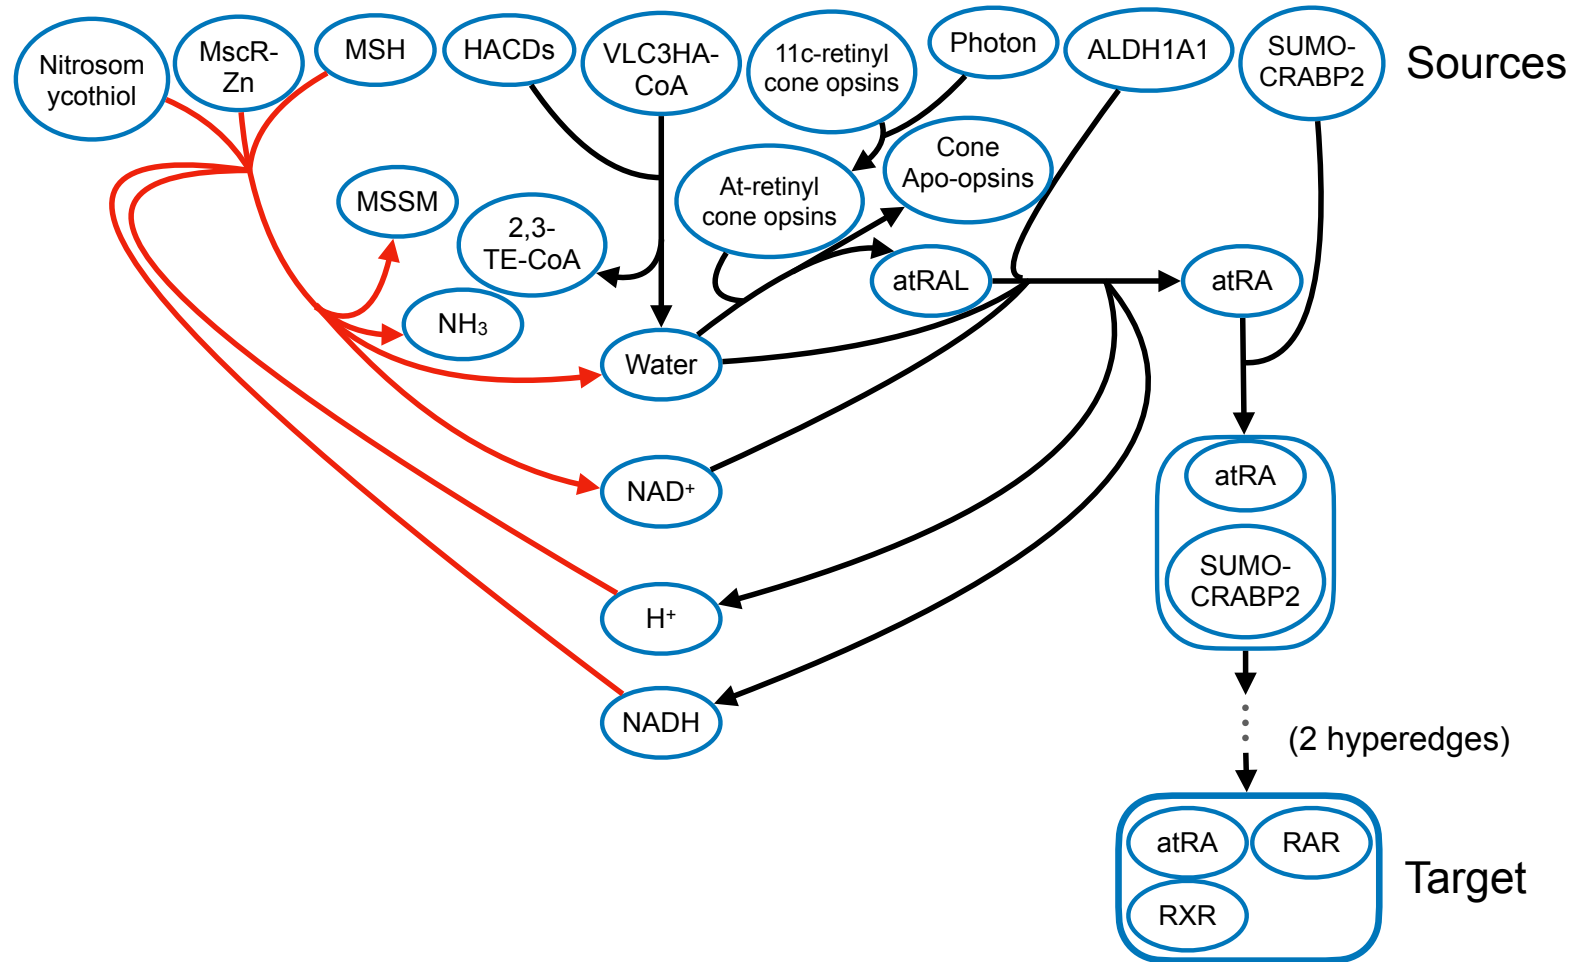 Nitrosom
ycothiol
MscR-
Zn
MSH
HACDs
VLC3HA-
CoA
11c-retinyl
cone opsins
Photon
ALDH1A1
SUMO-
CRABP2
Sources
MSSM
2,3-
TE-CoA
At-retinyl
cone opsins
Cone
Apo-opsins
NH₃
atRAL
atRA
Water
NAD⁺
atRA
SUMO-
CRABP2
H⁺
NADH
(2 hyperedges)
atRA
RAR
RXR
Target